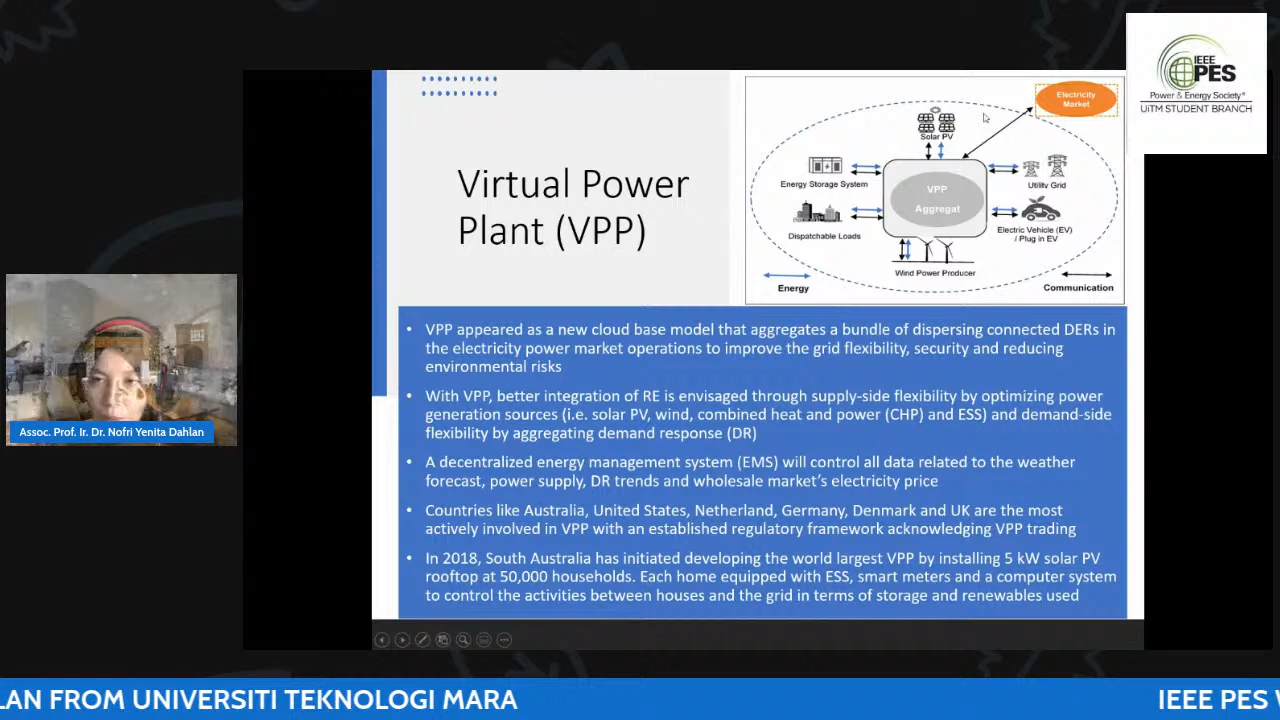 IEEE
PES
Power & Energy Society®
UiTM STUDENT BRANCH
Virtual Power
Plant (VPP)
Electricity
Market
Solar PV
Energy Storage System
Utility Grid
VPP
Aggregat
Dispatchable Loads
Electric Vehicle (EV)
/ Plug in EV
Wind Power Producer
Energy
Communication
• VPP appeared as a new cloud base model that aggregates a bundle of dispersing connected DERs in
the electricity power market operations to improve the grid flexibility, security and reducing
environmental risks
• With VPP, better integration of RE is envisaged through supply-side flexibility by optimizing power
generation sources (i.e. solar PV, wind, combined heat and power (CHP) and ESS) and demand-side
flexibility by aggregating demand response (DR)
• A decentralized energy management system (EMS) will control all data related to the weather
forecast, power supply, DR trends and wholesale market's electricity price
• Countries like Australia, United States, Netherland, Germany, Denmark and UK are the most
actively involved in VPP with an established regulatory framework acknowledging VPP trading
• In 2018, South Australia has initiated developing the world largest VPP by installing 5 kW solar PV
rooftop at 50,000 households. Each home equipped with ESS, smart meters and a computer system
to control the activities between houses and the grid in terms of storage and renewables used
Assoc. Prof. Ir. Dr. Nofri Yenita Dahlan
LAN FROM UNIVERSITI TEKNOLOGI MARA
IEEE PES